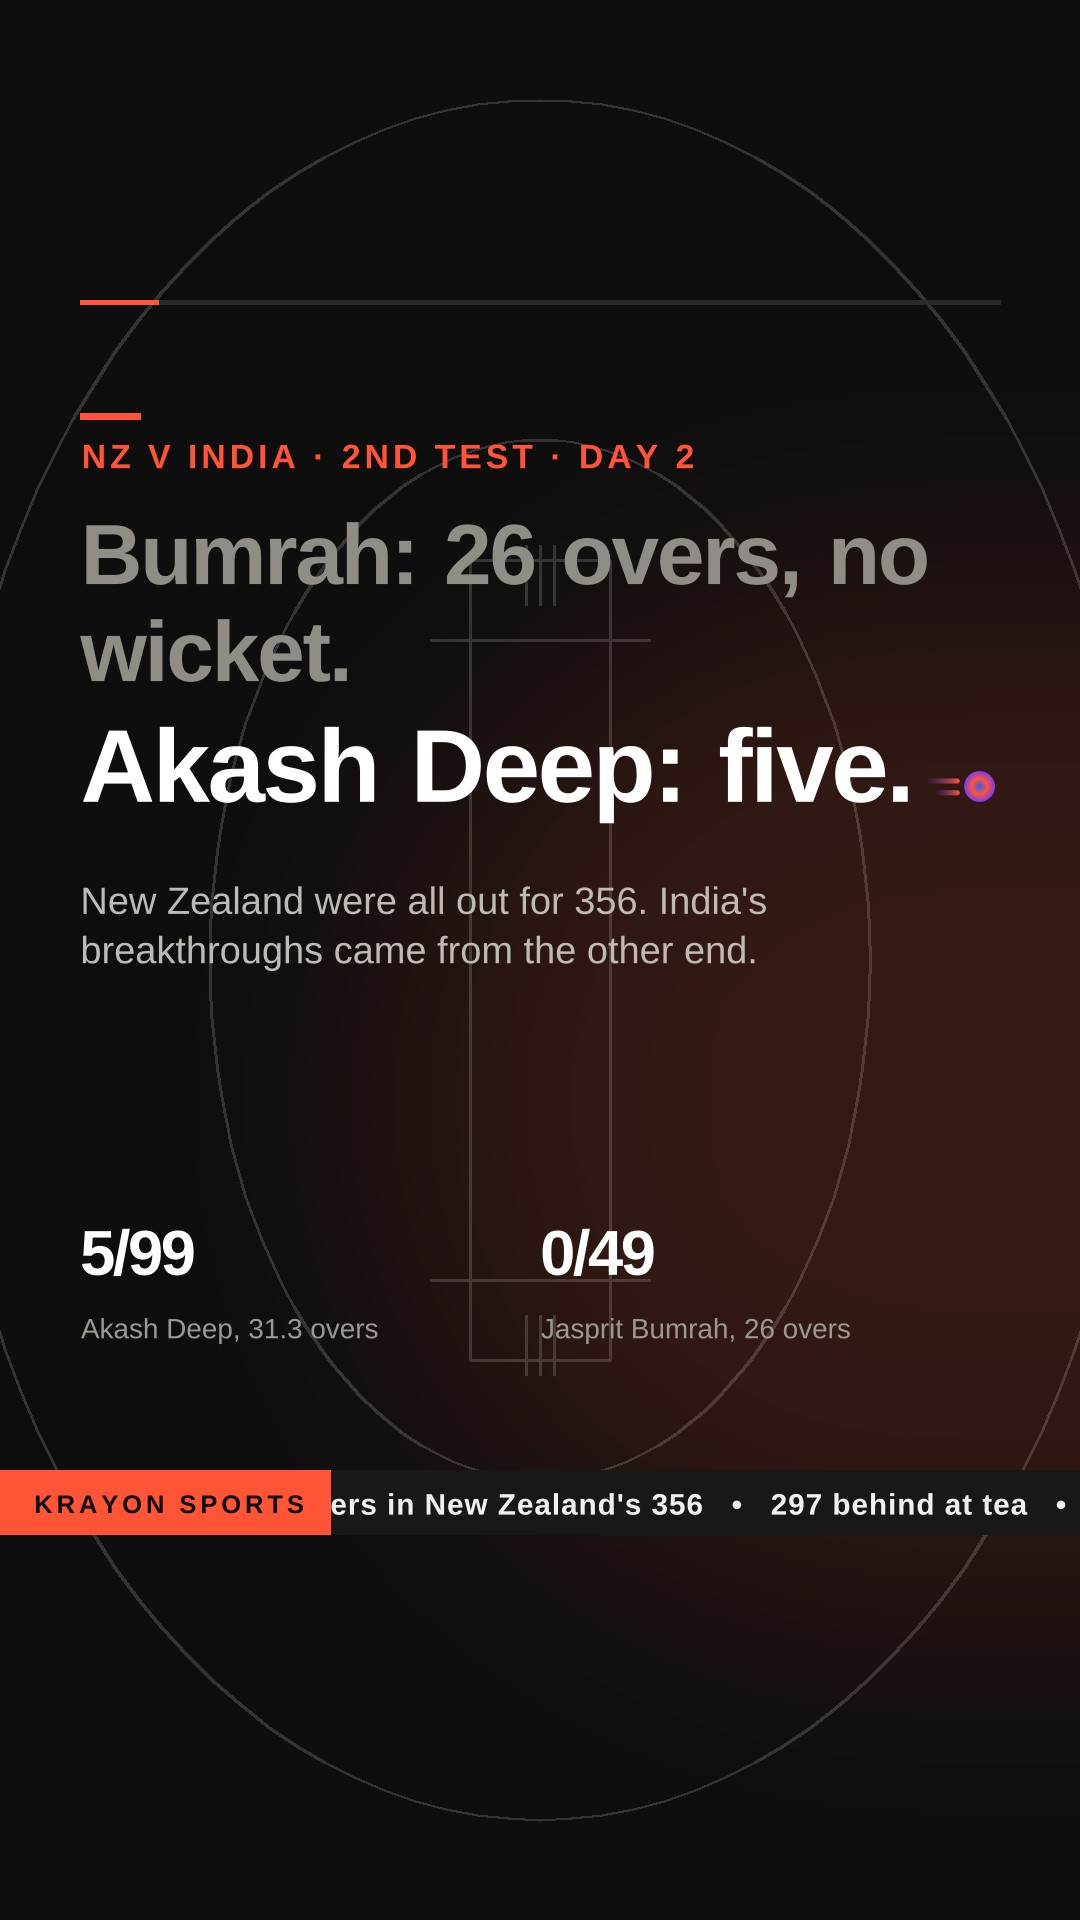 NZ V INDIA · 2ND TEST · DAY 2
Bumrah: 26 overs, no
wicket.
Akash Deep: five.
New Zealand were all out for 356. India's
breakthroughs came from the other end.
5/99
0/49
Akash Deep, 31.3 overs
Jasprit Bumrah, 26 overs
KRAYON SPORTS
in New Zealand's 356 • 297 behind at tea •